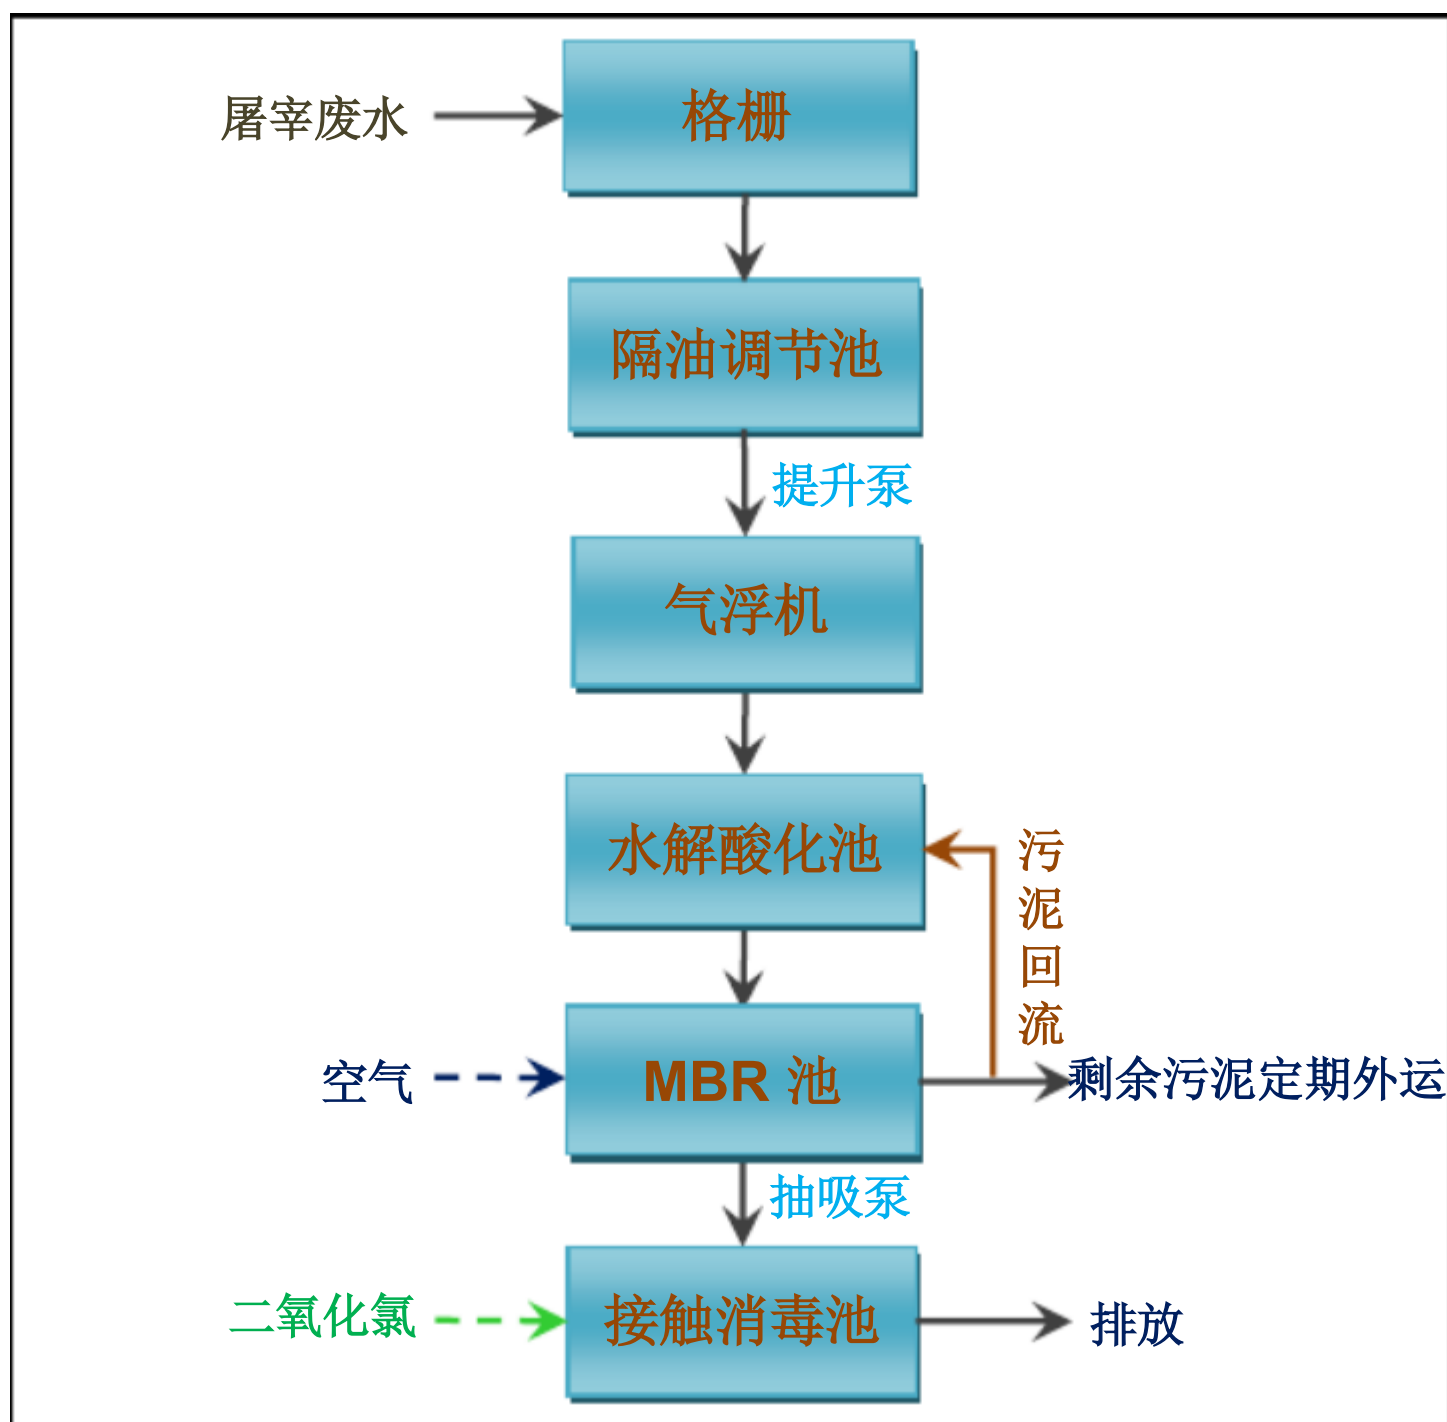 屠宰废水
格栅
隔油调节池
提升泵
气浮机
水解酸化池
污
泥
回
流
空气
MBR 池
剩余污泥定期外运
抽吸泵
二氧化氯
接触消毒池
排放